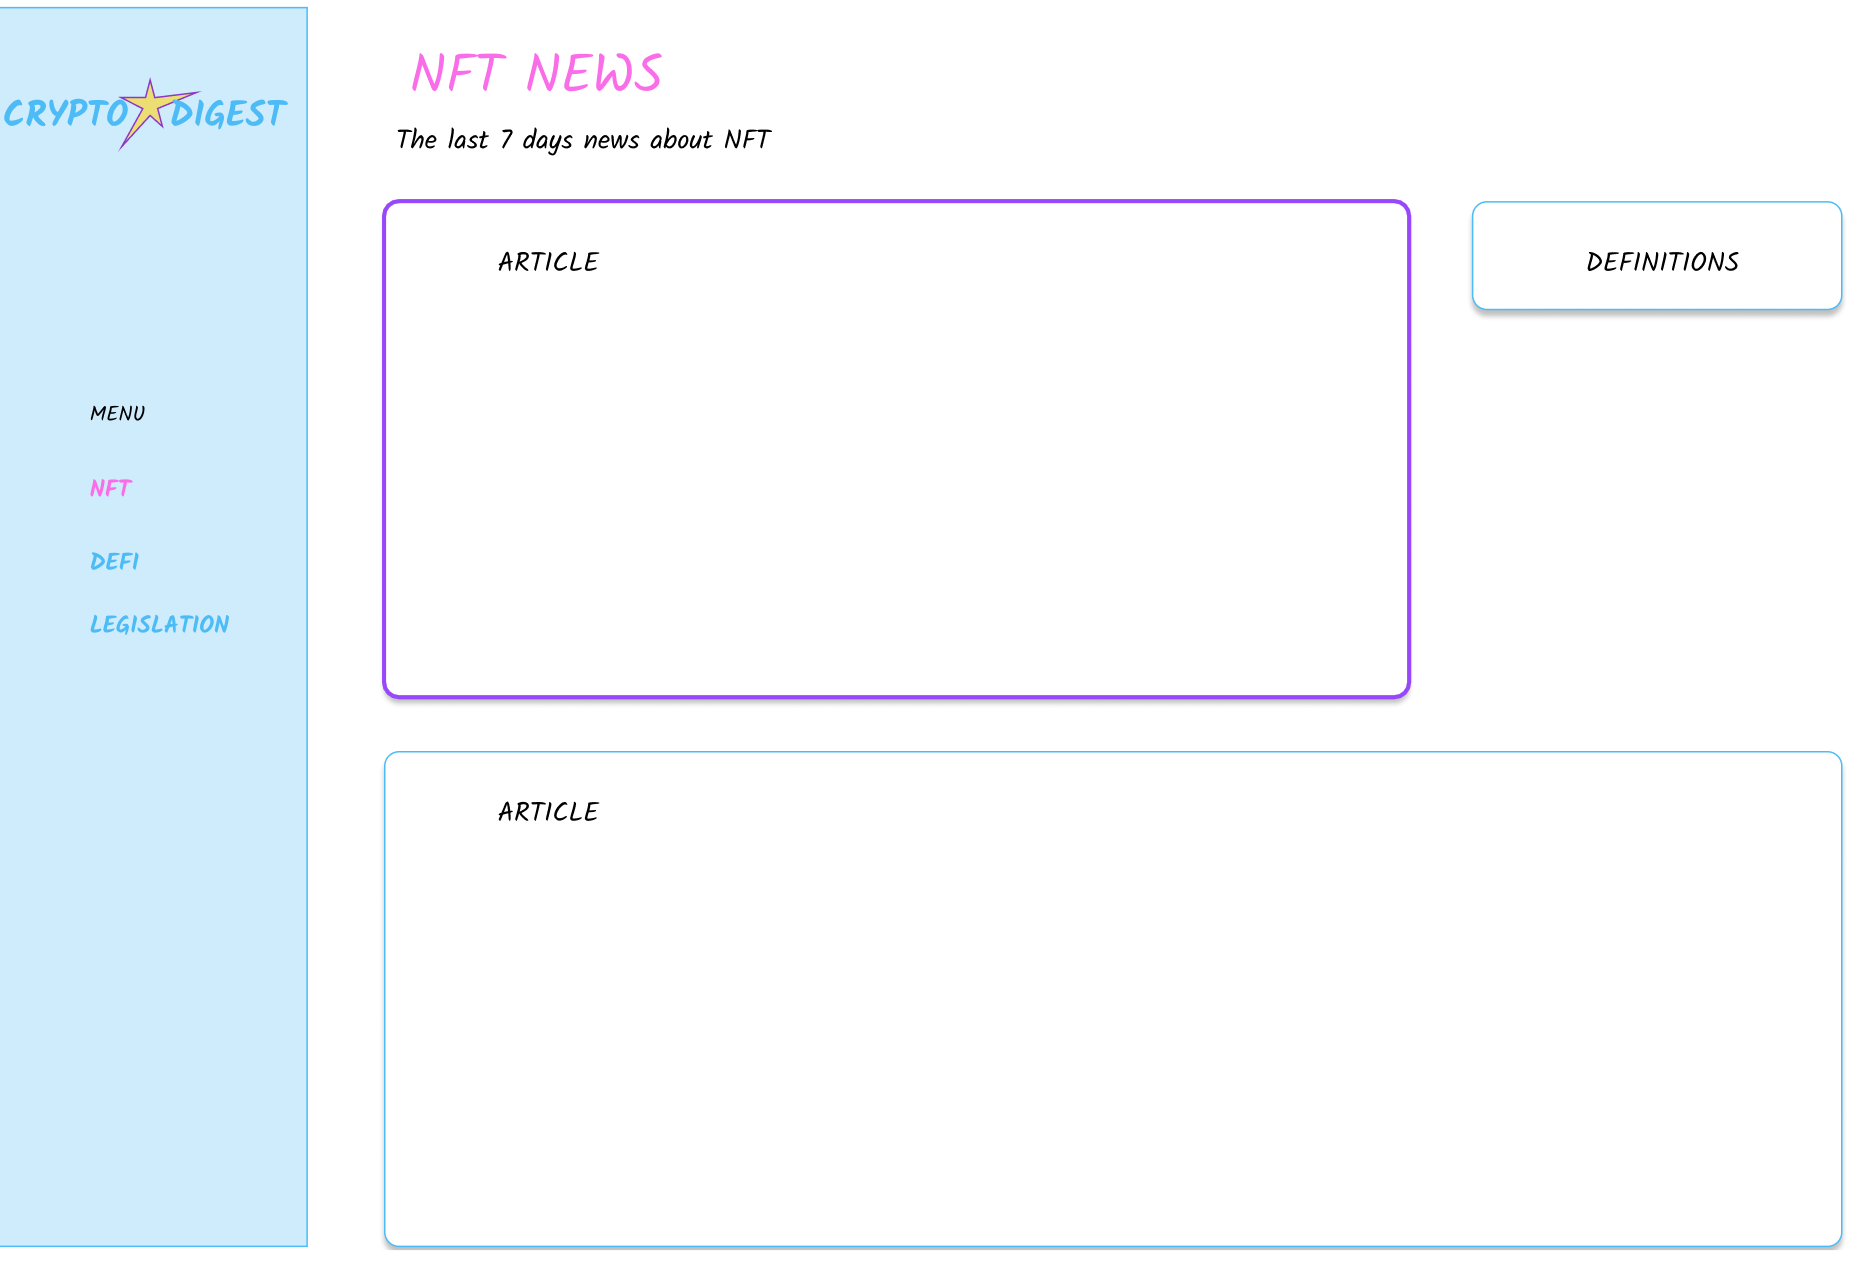 CRYPTO DIGEST
MENU
NFT
DEFI
LEGISLATION
NFT NEWS
The last 7 days news about NFT
ARTICLE
DEFINITIONS
ARTICLE